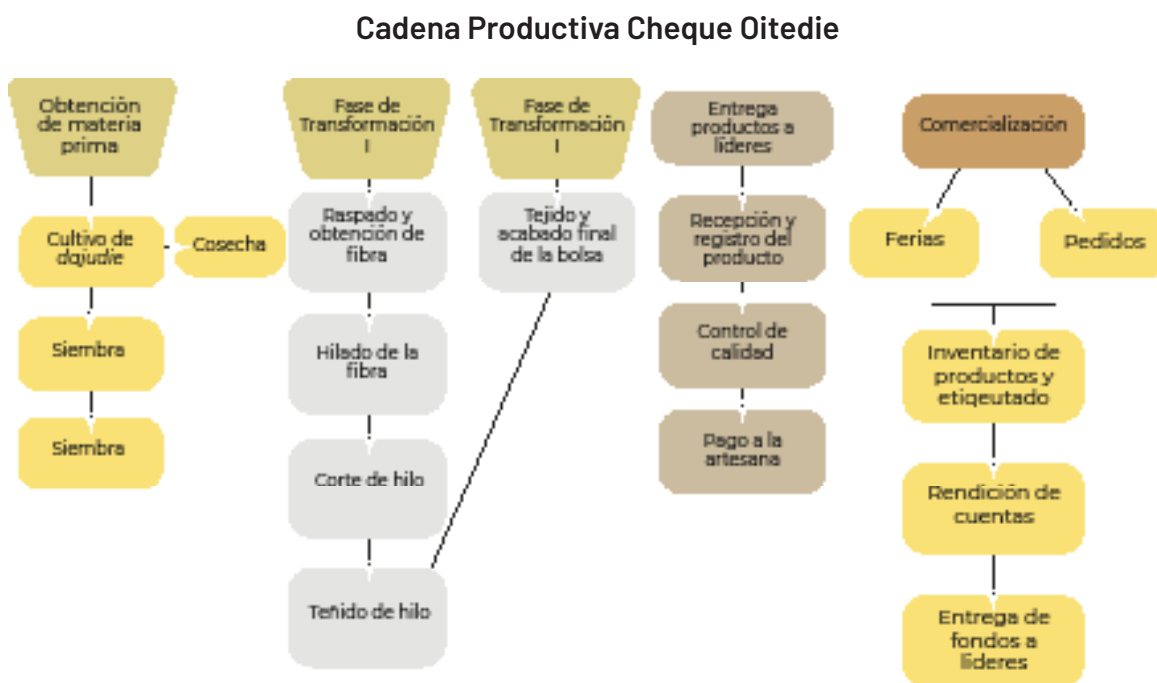 Cadena Productiva Cheque Oitedie
Obtención
de materia
prima
Cultivo de
dajudie
Cosecha
Siembra
Siembra
Fase de
Transformación
I
Raspado y
obtención de
fibra
Hilado de la
fibra
Corte de hilo
Teñido de hilo
Fase de
Transformación
I
Tejido y
acabado final
de la bolsa
Entrega
productos a
líderes
Recepción y
registro del
producto
Control de
calidad
Pago a la
artesana
Comercialización
Ferias
Pedidos
Inventario de
productos y
etiqeutado
Rendición de
cuentas
Entrega de
fondos a
líderes